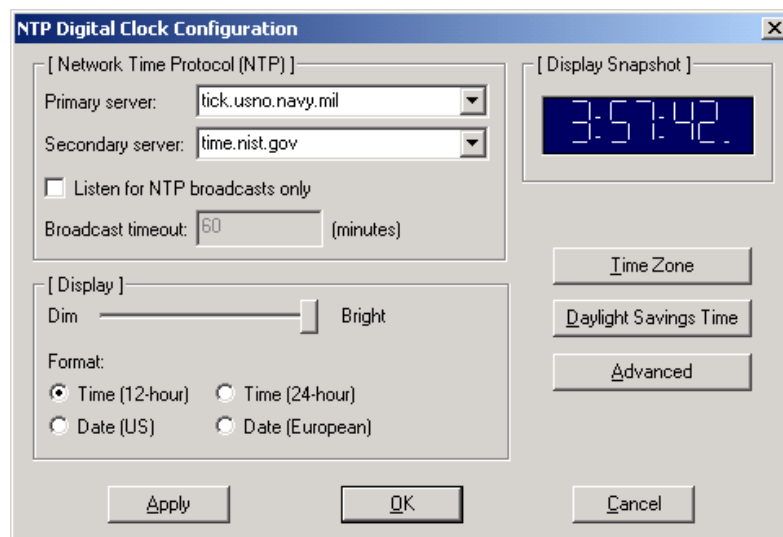 NTP Digital Clock Configuration
[ Network Time Protocol (NTP) ]
Primary server: tick.usno.navy.mil
Secondary server: time.nist.gov
Listen for NTP broadcasts only
Broadcast timeout: 60 (minutes)
[ Display Snapshot ]
3:57:42.
[ Display ]
Dim Bright
Format:
Time (12-hour) Time (24-hour)
Date (US) Date (European)
Time Zone
Daylight Savings Time
Advanced
Apply OK Cancel